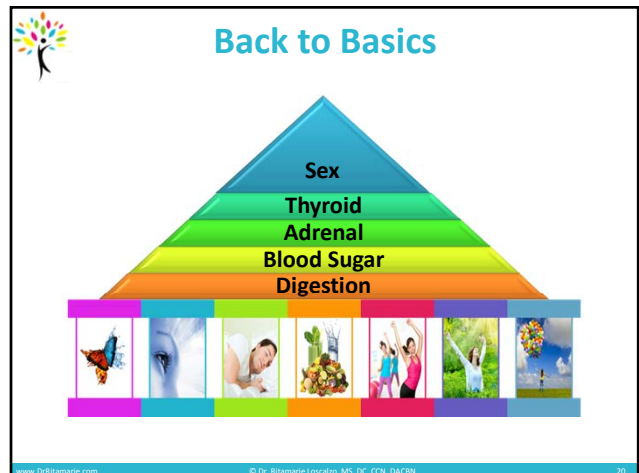 Back to Basics
Sex
Thyroid
Adrenal
Blood Sugar
Digestion
www.DrRitamarie.com © Dr. Ritamarie Loscalzo, MS, DC, CCN, DACBN 20